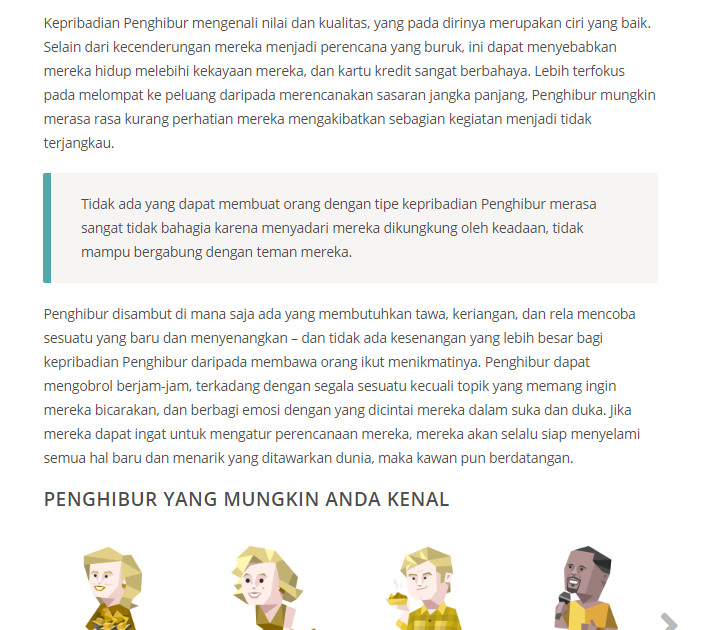 Kepribadian Penghibur mengenali nilai dan kualitas, yang pada dirinya merupakan ciri yang baik.
Selain dari kecenderungan mereka menjadi perencana yang buruk, ini dapat menyebabkan
mereka hidup melebihi kekayaan mereka, dan kartu kredit sangat berbahaya. Lebih terfokus
pada melompat ke peluang daripada merencanakan sasaran jangka panjang, Penghibur mungkin
merasa rasa kurang perhatian mereka mengakibatkan sebagian kegiatan menjadi tidak
terjangkau.
Tidak ada yang dapat membuat orang dengan tipe kepribadian Penghibur merasa
sangat tidak bahagia karena menyadari mereka dikungkung oleh keadaan, tidak
mampu bergabung dengan teman mereka.
Penghibur disambut di mana saja ada yang membutuhkan tawa, keriangan, dan rela mencoba
sesuatu yang baru dan menyenangkan – dan tidak ada kesenangan yang lebih besar bagi
kepribadian Penghibur daripada membawa orang ikut menikmatinya. Penghibur dapat
mengobrol berjam-jam, terkadang dengan segala sesuatu kecuali topik yang memang ingin
mereka bicarakan, dan berbagi emosi dengan yang dicintai mereka dalam suka dan duka. Jika
mereka dapat ingat untuk mengatur perencanaan mereka, mereka akan selalu siap menyelami
semua hal baru dan menarik yang ditawarkan dunia, maka kawan pun berdatangan.
PENGHIBUR YANG MUNGKIN ANDA KENAL